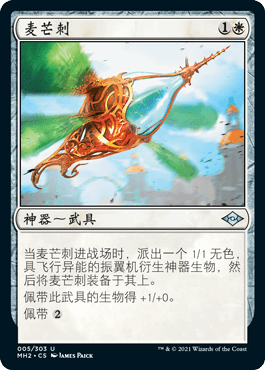 麦芒刺
1
神器～武具
当麦芒刺进战场时，派出一个 1/1 无色，
具飞行异能的振翼机衍生神器生物，然
后将麦芒刺装备于其上。
佩带此武具的生物得 +1/+0。
佩带 2
005/303 U
MH2 • CS JAMES PAICK
™ & © 2021 Wizards of the Coast